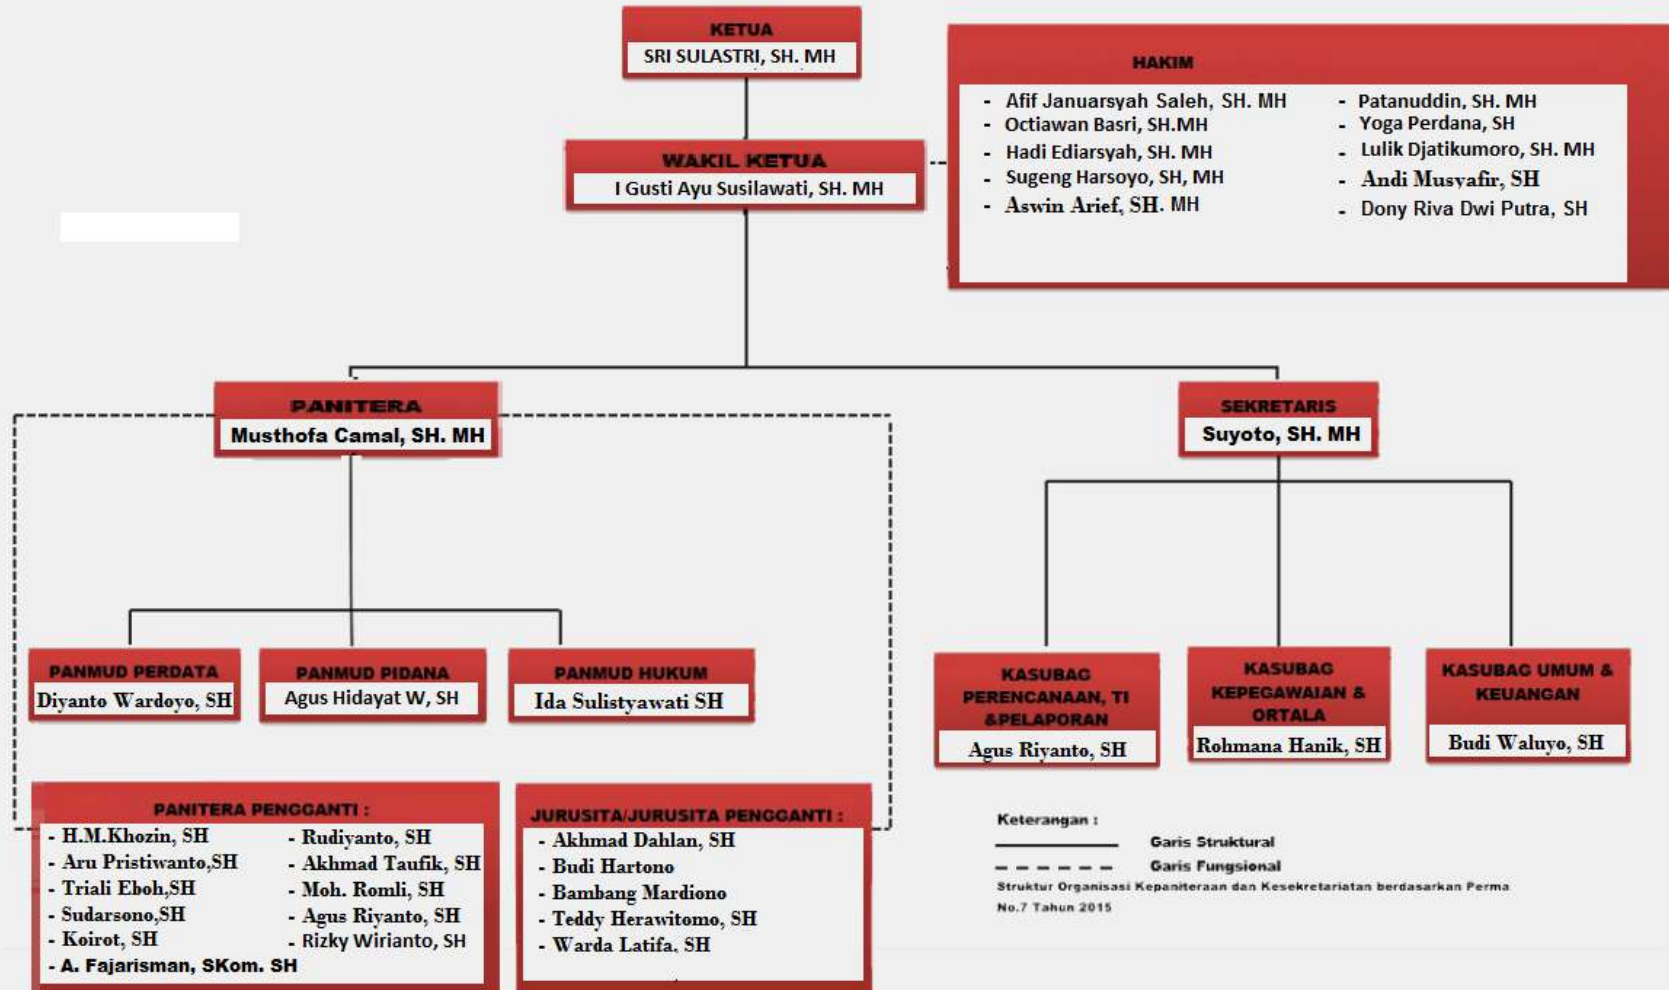 KETUA
SRI SULASTRI, SH. MH
WAKIL KETUA
I Gusti Ayu Susilawati, SH. MH
HAKIM
- Afif Januarsyah Saleh, SH. MH
- Octiawan Basri, SH.MH
- Hadi Ediarsyah, SH. MH
- Sugeng Harsoyo, SH, MH
- Aswin Arief, SH. MH
- Patanuddin, SH. MH
- Yoga Perdana, SH
- Lulik Djatikumoro, SH. MH
- Andi Musyafir, SH
- Dony Riva Dwi Putra, SH
PANITERA
Musthofa Camal, SH. MH
SEKRETARIS
Suyoto, SH. MH
PANMUD PERDATA
Diyanto Wardoyo, SH
PANMUD PIDANA
Agus Hidayat W, SH
PANMUD HUKUM
Ida Sulistyawati SH
KASUBAG
PERENCANAAN, TI
&PELAPORAN
Agus Riyanto, SH
KASUBAG
KEPEGAWAIAN &
ORTALA
Rohmana Hanik, SH
KASUBAG UMUM &
KEUANGAN
Budi Waluyo, SH
PANITERA PENGGANTI :
- H.M.Khozin, SH
- Aru Pristiwanto,SH
- Triali Eboh,SH
- Sudarsono,SH
- Koirot, SH
- A. Fajarisman, SKom. SH
- Rudiyanto, SH
- Akhmad Taufik, SH
- Moh. Romli, SH
- Agus Riyanto, SH
- Rizky Wirianto, SH
JURUSITA/JURUSITA PENGGANTI :
- Akhmad Dahlan, SH
- Budi Hartono
- Bambang Mardiono
- Teddy Herawitomo, SH
- Warda Latifa, SH
Keterangan :
Garis Struktural
Garis Fungsional
Struktur Organisasi Kepaniteraan dan Kesekretariatan berdasarkan Perma
No.7 Tahun 2015